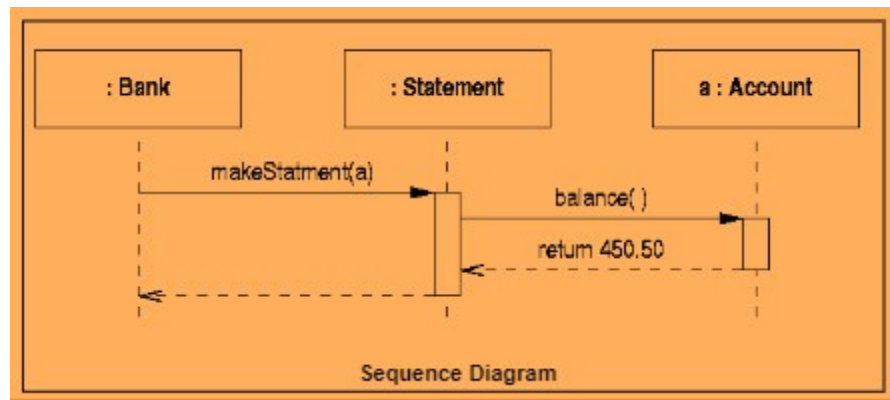 : Bank
: Statement
a : Account
makeStatment(a)
balance( )
return 450.50
Sequence Diagram